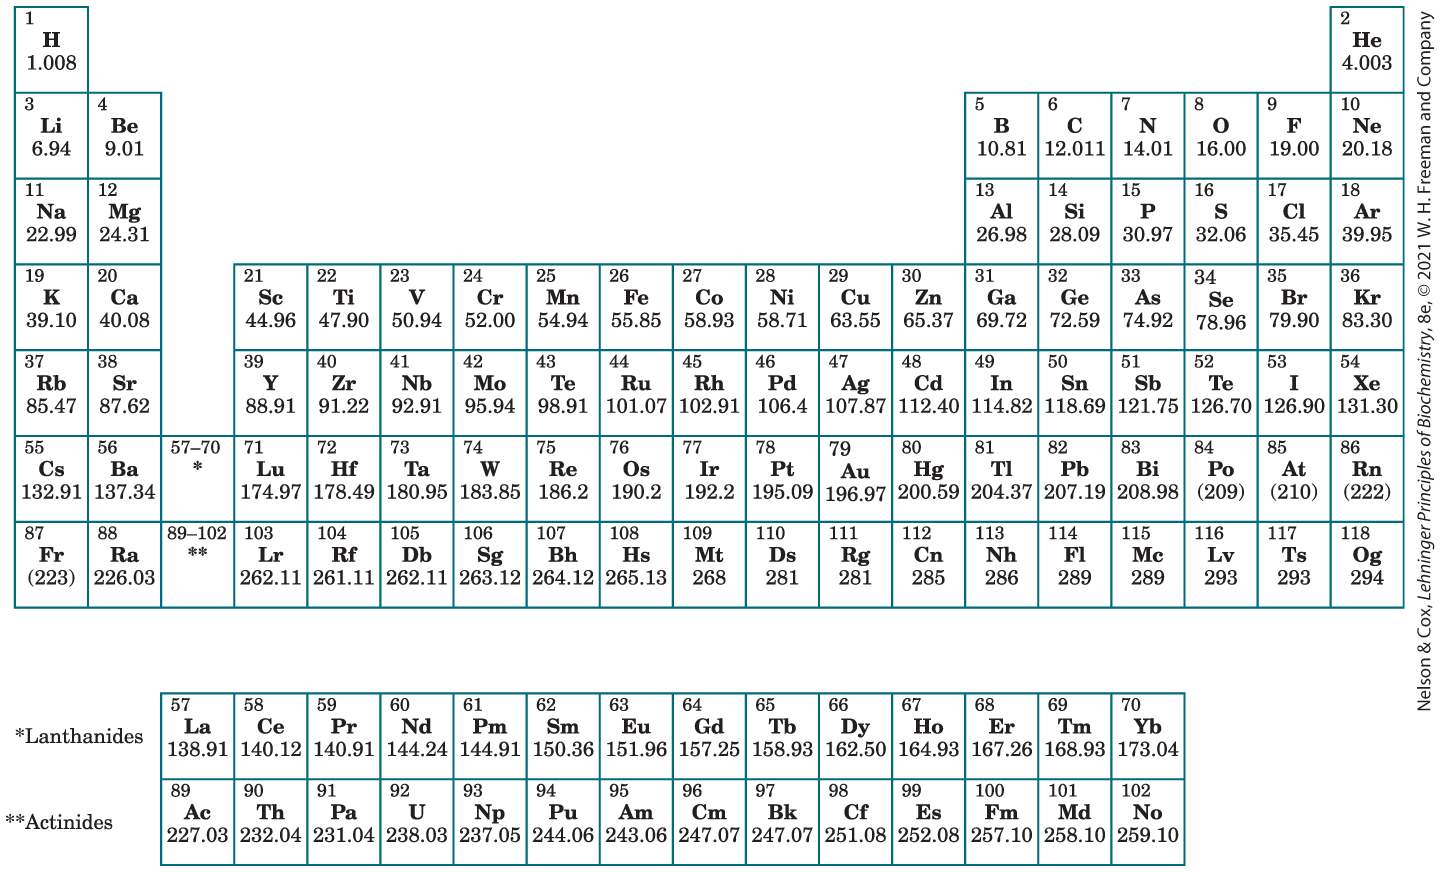 1 2
H He
1.008 4.003
3 4 5 6 7 8 9 10
Li Be B C N O F Ne
6.94 9.01 10.81 12.011 14.01 16.00 19.00 20.18
11 12 13 14 15 16 17 18
Na Mg Al Si P S Cl Ar
22.99 24.31 26.98 28.09 30.97 32.06 35.45 39.95
19 20 21 22 23 24 25 26 27 28 29 30 31 32 33 34 35 36
K Ca Sc Ti V Cr Mn Fe Co Ni Cu Zn Ga Ge As Se Br Kr
39.10 40.08 44.96 47.90 50.94 52.00 54.94 55.85 58.93 58.71 63.55 65.37 69.72 72.59 74.92 78.96 79.90 83.30
37 38 39 40 41 42 43 44 45 46 47 48 49 50 51 52 53 54
Rb Sr Y Zr Nb Mo Te Ru Rh Pd Ag Cd In Sn Sb Te I Xe
85.47 87.62 88.91 91.22 92.91 95.94 98.91 101.07 102.91 106.4 107.87 112.40 114.82 118.69 121.75 126.70 126.90 131.30
55 56 57–70 71 72 73 74 75 76 77 78 79 80 81 82 83 84 85 86
Cs Ba * Lu Hf Ta W Re Os Ir Pt Au Hg Tl Pb Bi Po At Rn
132.91 137.34 174.97 178.49 180.95 183.85 186.2 190.2 192.2 195.09 196.97 200.59 204.37 207.19 208.98 (209) (210) (222)
87 88 89–102 103 104 105 106 107 108 109 110 111 112 113 114 115 116 117 118
Fr Ra ** Lr Rf Db Sg Bh Hs Mt Ds Rg Cn Nh Fl Mc Lv Ts Og
(223) 226.03 262.11 261.11 262.11 263.12 264.12 265.13 268 281 281 285 286 289 289 293 293 294
57 58 59 60 61 62 63 64 65 66 67 68 69 70
*Lanthanides La Ce Pr Nd Pm Sm Eu Gd Tb Dy Ho Er Tm Yb
138.91 140.12 140.91 144.24 144.91 150.36 151.96 157.25 158.93 162.50 164.93 167.26 168.93 173.04
89 90 91 92 93 94 95 96 97 98 99 100 101 102
**Actinides Ac Th Pa U Np Pu Am Cm Bk Cf Es Fm Md No
227.03 232.04 231.04 238.03 237.05 244.06 243.06 247.07 247.07 251.08 252.08 257.10 258.10 259.10
Nelson & Cox, Lehninger Principles of Biochemistry, 8e, © 2021 W. H. Freeman and Company